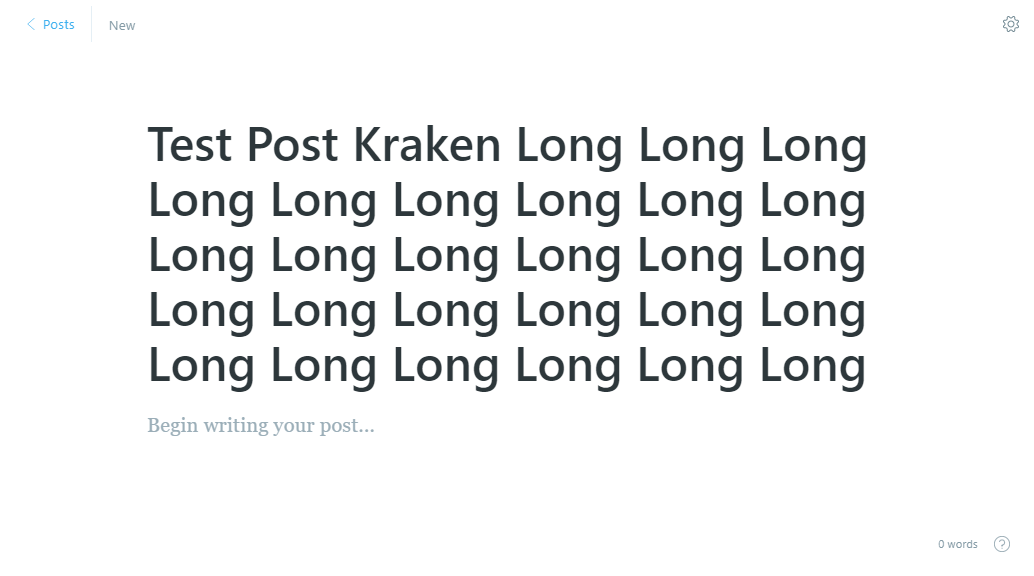 Posts
New
Test Post Kraken Long Long Long
Long Long Long Long Long Long
Long Long Long Long Long Long
Long Long Long Long Long Long
Long Long Long Long Long Long
Begin writing your post...
0 words
?